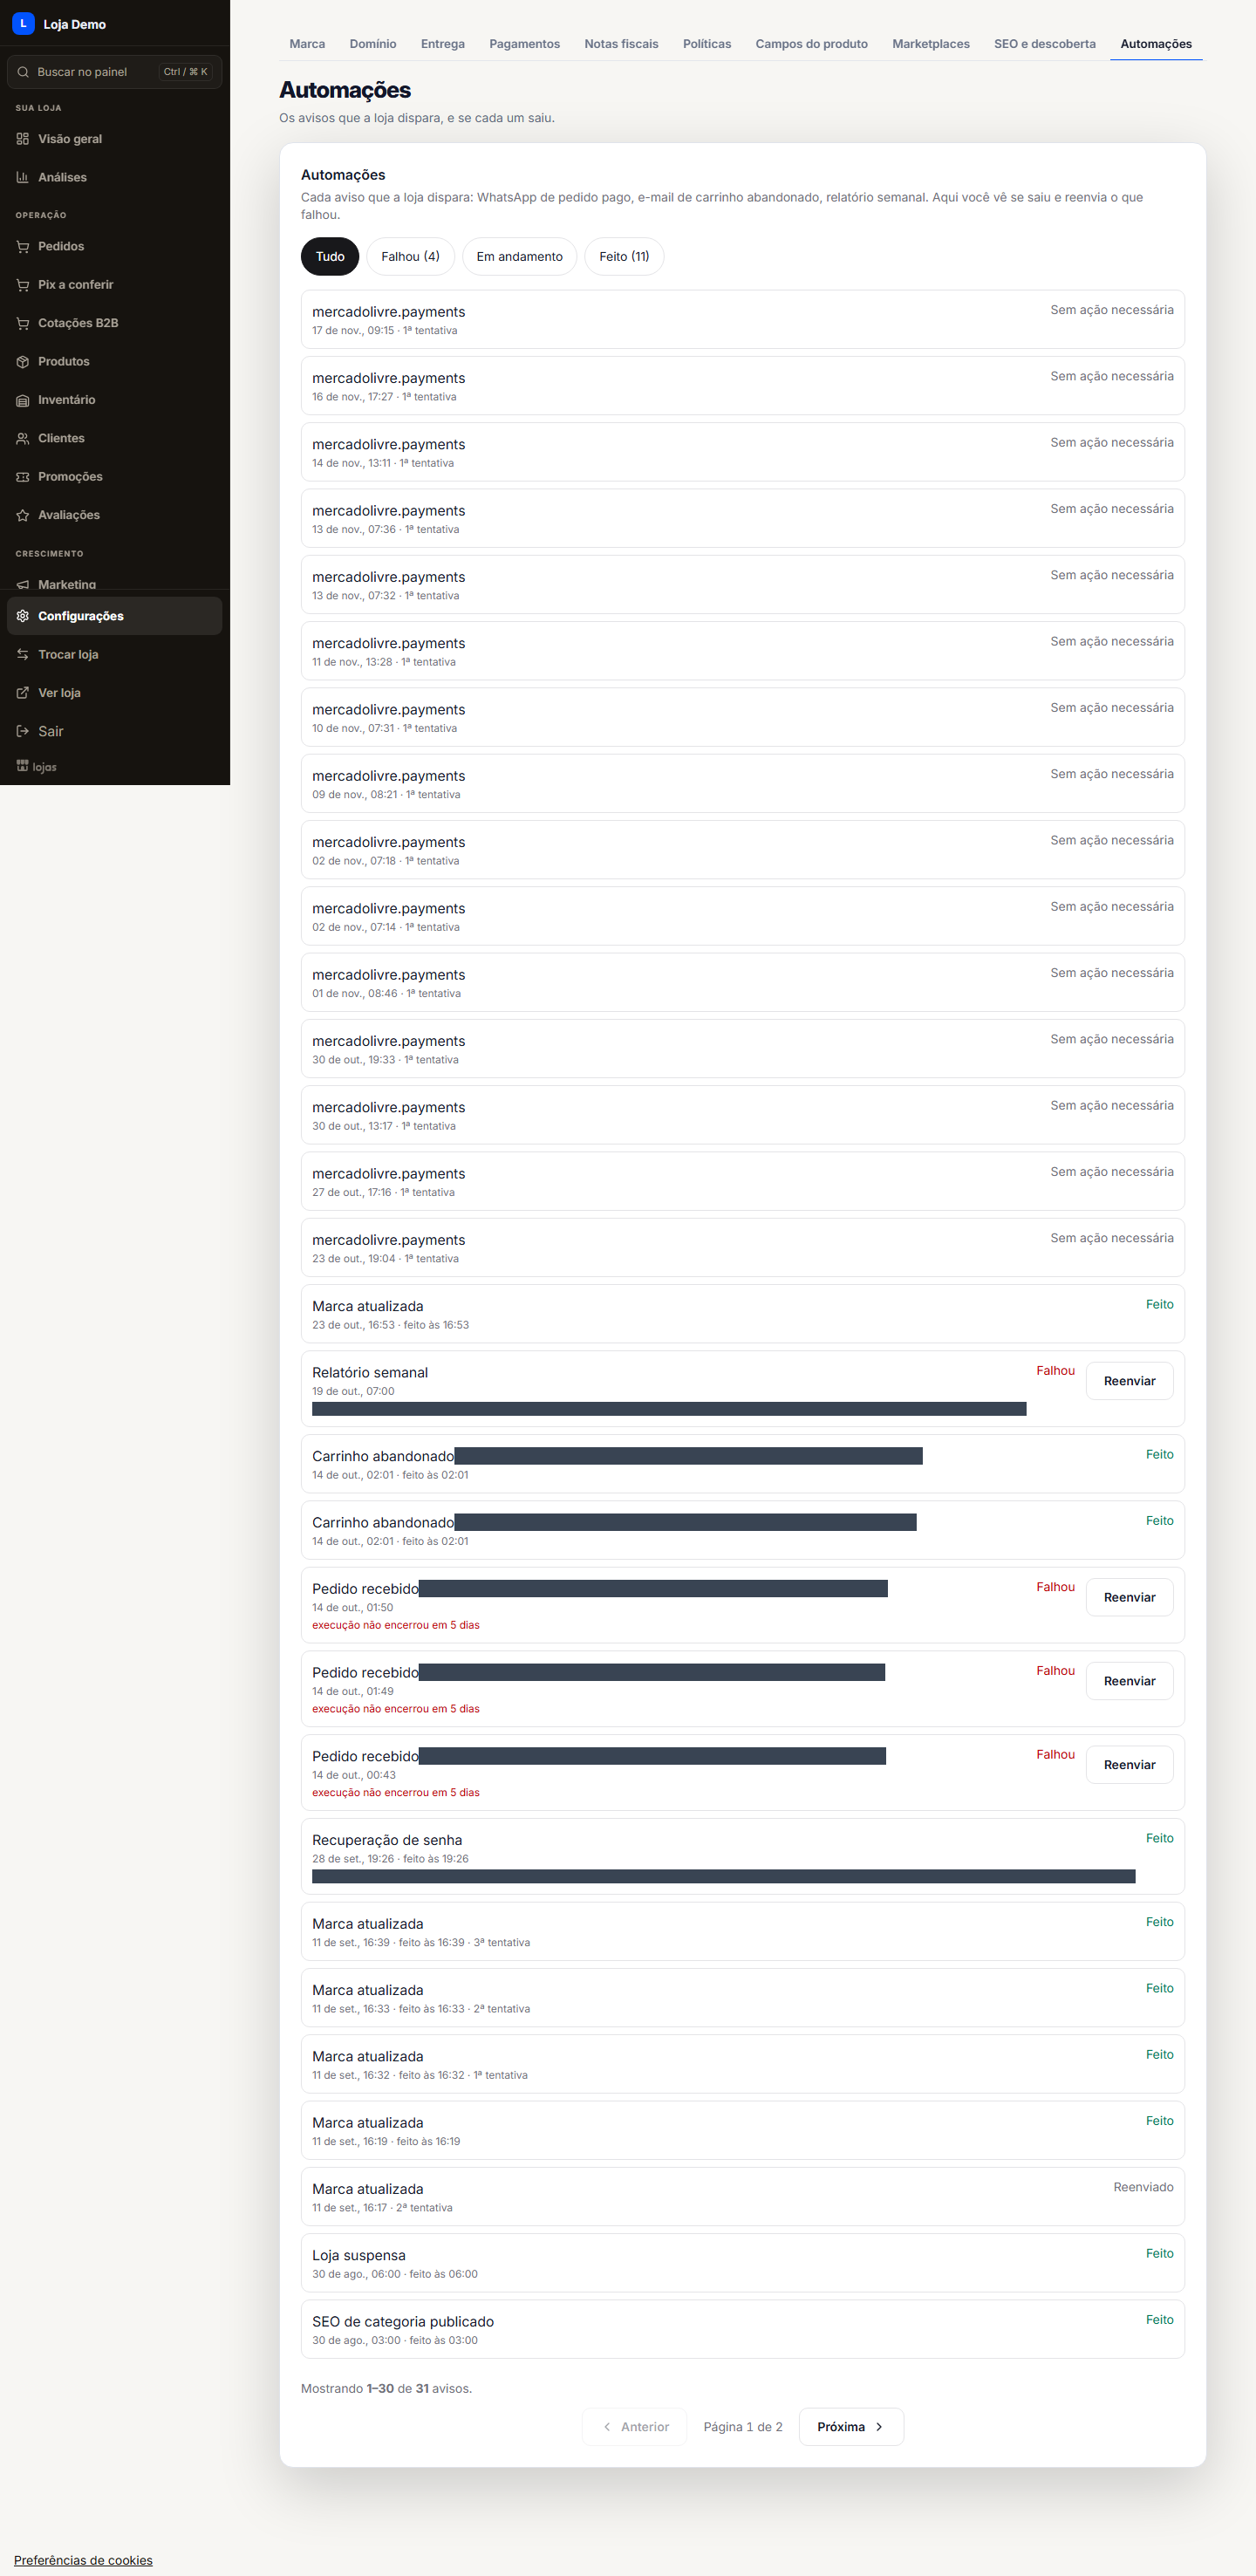 L Loja Demo
Buscar no painel Ctrl / ⌘ K
SUA LOJA
Visão geral
Análises
OPERAÇÃO
Pedidos
Pix a conferir
Cotações B2B
Produtos
Inventário
Clientes
Promoções
Avaliações
CRESCIMENTO
Marketing
Configurações
Trocar loja
Ver loja
Sair
lojas
Marca Domínio Entrega Pagamentos Notas fiscais Políticas Campos do produto Marketplaces SEO e descoberta Automações
Automações
Os avisos que a loja dispara, e se cada um saiu.
Automações
Cada aviso que a loja dispara: WhatsApp de pedido pago, e-mail de carrinho abandonado, relatório semanal. Aqui você vê se saiu e reenvia o que
falhou.
Tudo Falhou (4) Em andamento Feito (11)
mercadolivre.payments Sem ação necessária
17 de nov., 09:15 · 1ª tentativa
mercadolivre.payments Sem ação necessária
16 de nov., 17:27 · 1ª tentativa
mercadolivre.payments Sem ação necessária
14 de nov., 13:11 · 1ª tentativa
mercadolivre.payments Sem ação necessária
13 de nov., 07:36 · 1ª tentativa
mercadolivre.payments Sem ação necessária
13 de nov., 07:32 · 1ª tentativa
mercadolivre.payments Sem ação necessária
11 de nov., 13:28 · 1ª tentativa
mercadolivre.payments Sem ação necessária
10 de nov., 07:31 · 1ª tentativa
mercadolivre.payments Sem ação necessária
09 de nov., 08:21 · 1ª tentativa
mercadolivre.payments Sem ação necessária
02 de nov., 07:18 · 1ª tentativa
mercadolivre.payments Sem ação necessária
02 de nov., 07:14 · 1ª tentativa
mercadolivre.payments Sem ação necessária
01 de nov., 08:46 · 1ª tentativa
mercadolivre.payments Sem ação necessária
30 de out., 19:33 · 1ª tentativa
mercadolivre.payments Sem ação necessária
30 de out., 13:17 · 1ª tentativa
mercadolivre.payments Sem ação necessária
27 de out., 17:16 · 1ª tentativa
mercadolivre.payments Sem ação necessária
23 de out., 19:04 · 1ª tentativa
Marca atualizada Feito
23 de out., 16:53 · feito às 16:53
Relatório semanal Falhou Reenviar
19 de out., 07:00
Carrinho abandonado Feito
14 de out., 02:01 · feito às 02:01
Carrinho abandonado Feito
14 de out., 02:01 · feito às 02:01
Pedido recebido Falhou Reenviar
14 de out., 01:50
execução não encerrou em 5 dias
Pedido recebido Falhou Reenviar
14 de out., 01:49
execução não encerrou em 5 dias
Pedido recebido Falhou Reenviar
14 de out., 00:43
execução não encerrou em 5 dias
Recuperação de senha Feito
28 de set., 19:26 · feito às 19:26
Marca atualizada Feito
11 de set., 16:39 · feito às 16:39 · 3ª tentativa
Marca atualizada Feito
11 de set., 16:33 · feito às 16:33 · 2ª tentativa
Marca atualizada Feito
11 de set., 16:32 · feito às 16:32 · 1ª tentativa
Marca atualizada Feito
11 de set., 16:19 · feito às 16:19
Marca atualizada Reenviado
11 de set., 16:17 · 2ª tentativa
Loja suspensa Feito
30 de ago., 06:00 · feito às 06:00
SEO de categoria publicado Feito
30 de ago., 03:00 · feito às 03:00
Mostrando 1–30 de 31 avisos.
Anterior Página 1 de 2 Próxima
Preferências de cookies